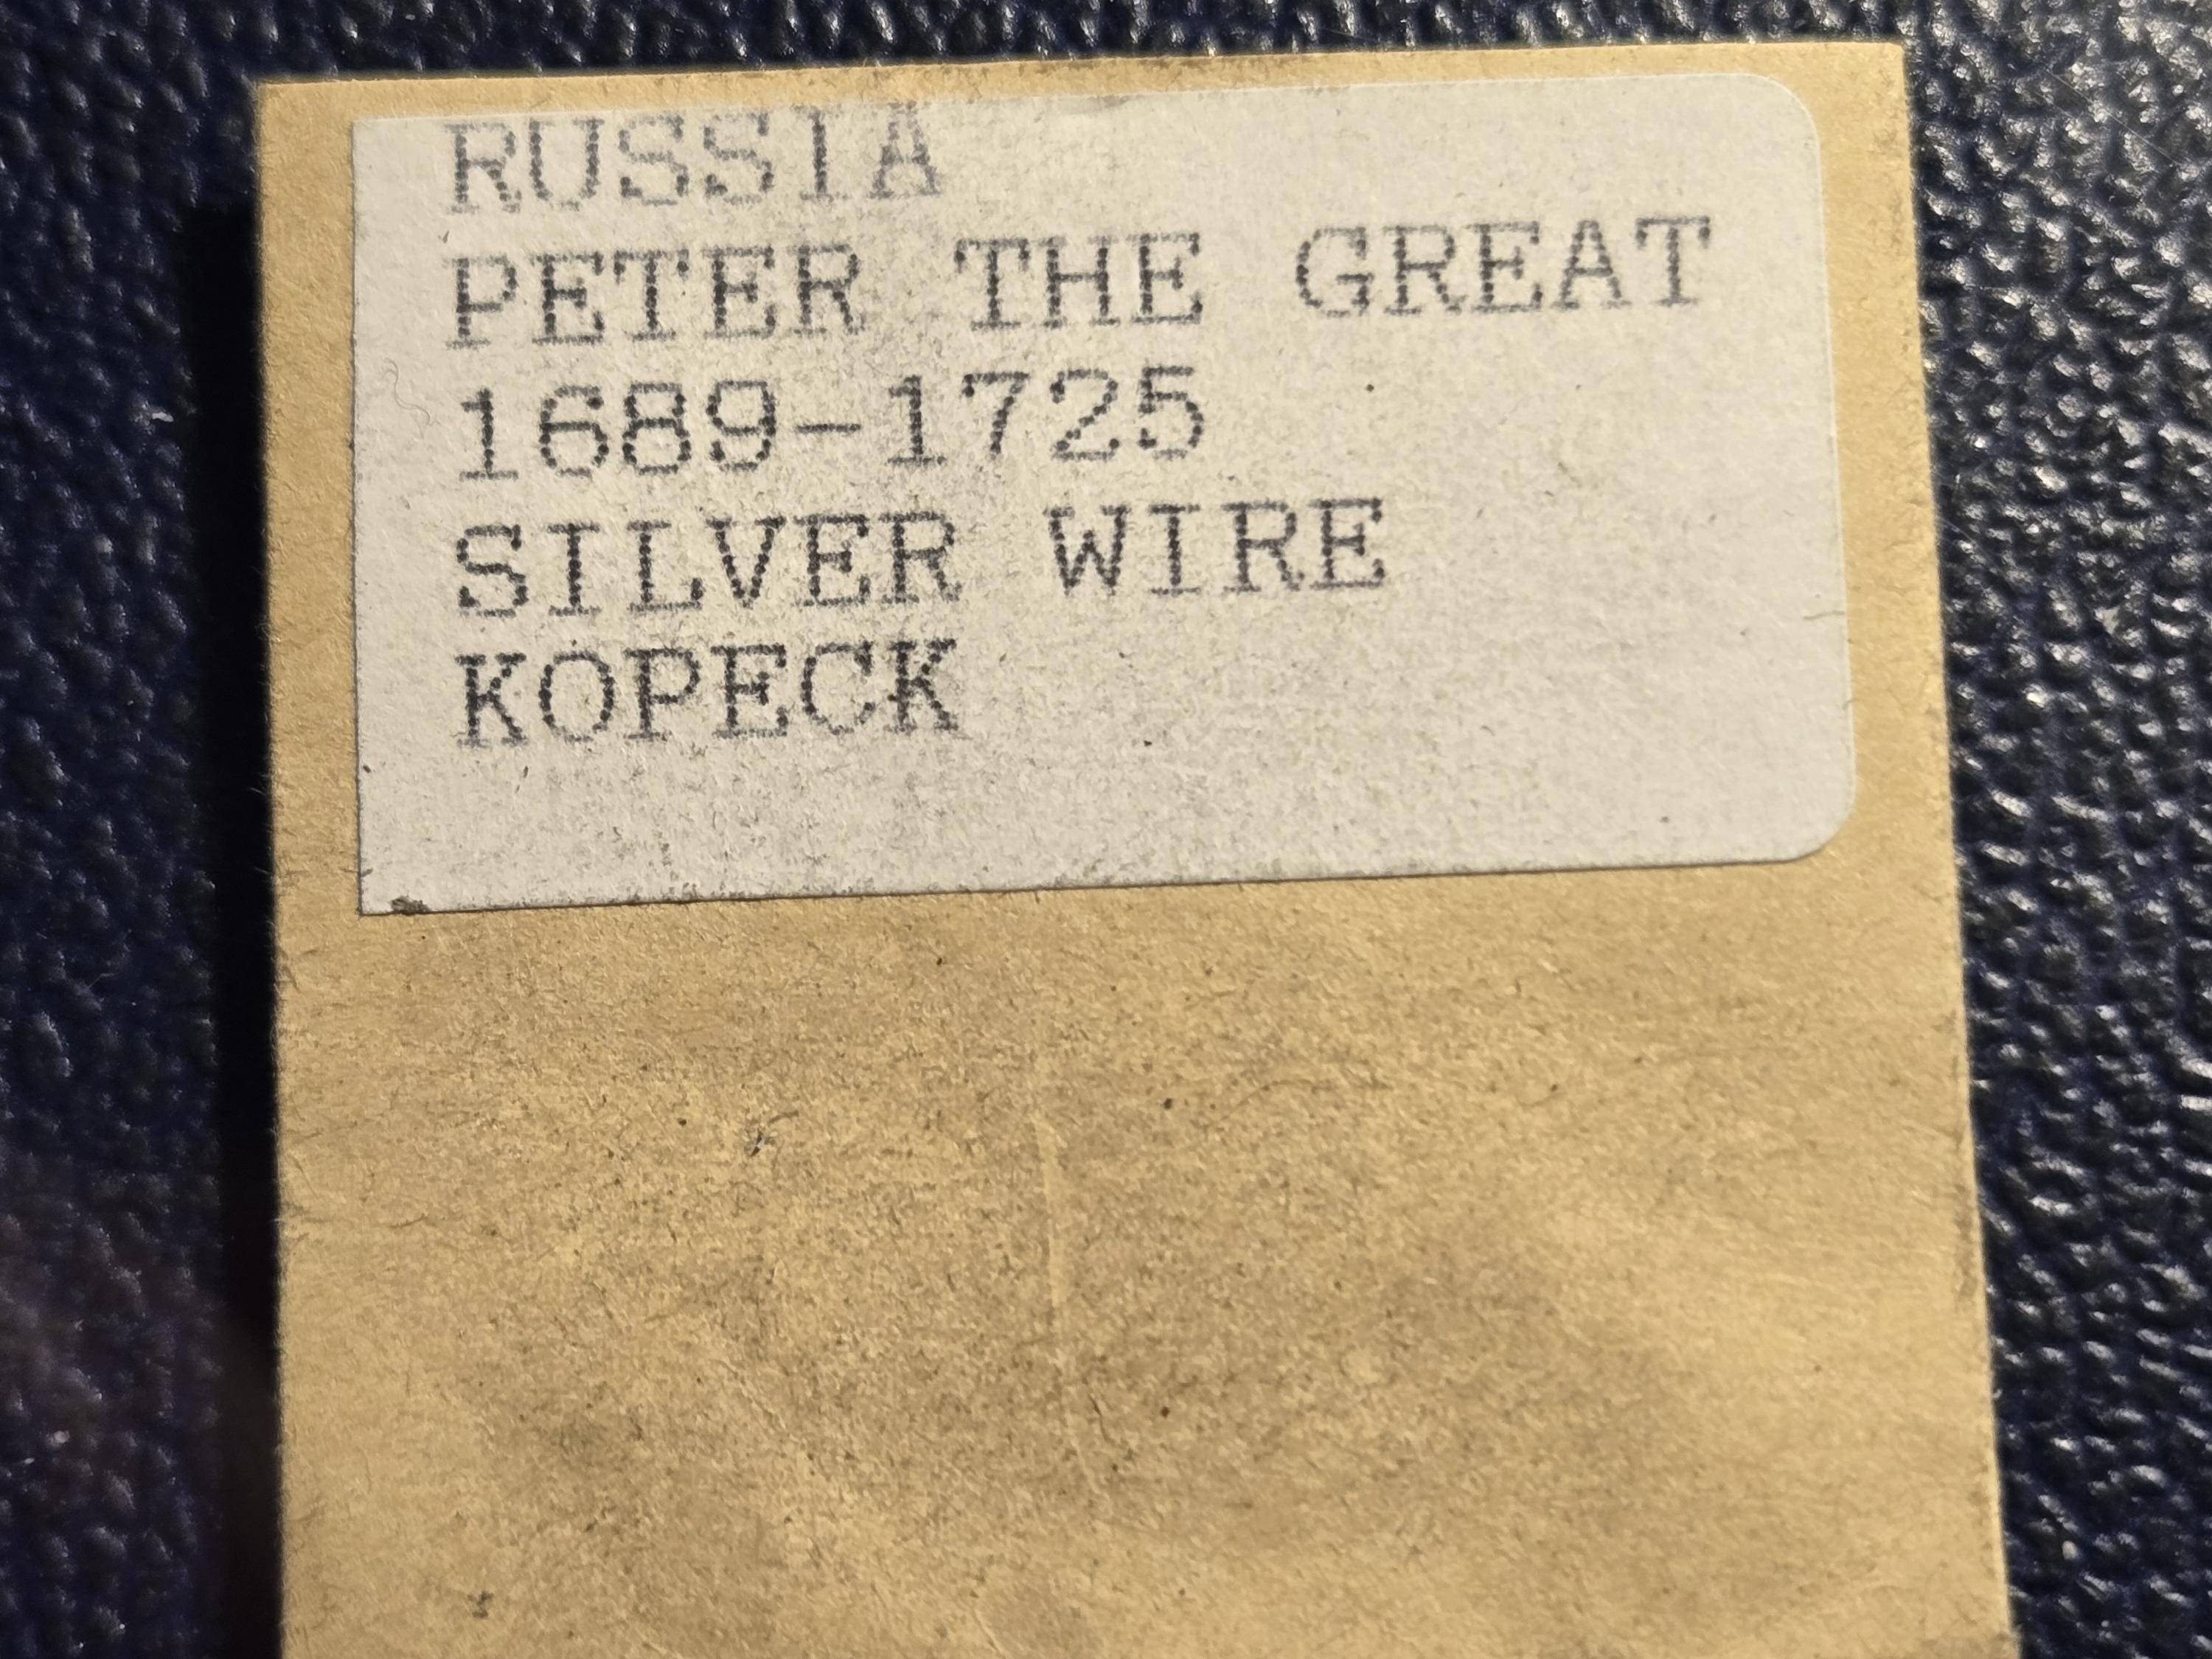 RUSSIA
PETER THE GREAT
1689-1725
SILVER WIRE
KOPECK